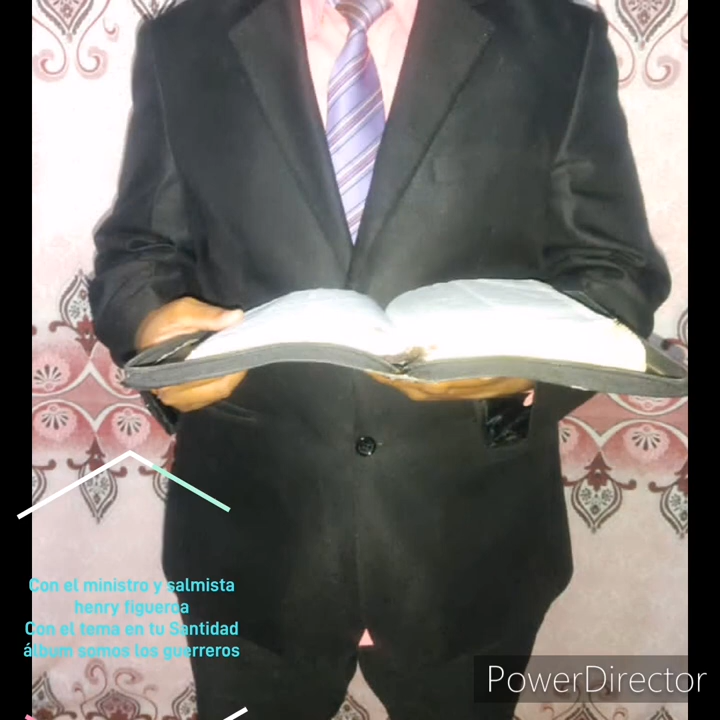 Con el ministro y salmista
henry figueroa
Con el tema en tu Santidad
álbum somos los guerreros
PowerDirector